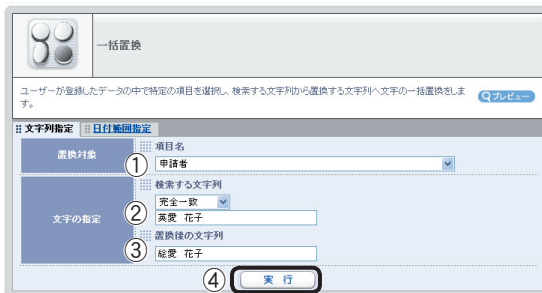 一括置換
ユーザーが登録したデータの中で特定の項目を選択し、検索する文字列から置換する文字列へ文字の一括置換をしま
す。
プレビュー
文字列指定 日付範囲指定
置換対象
項目名
① 申請者
文字の指定
検索する文字列
完全一致
② 英愛 花子
置換後の文字列
③ 絵愛 花子
④ 実 行